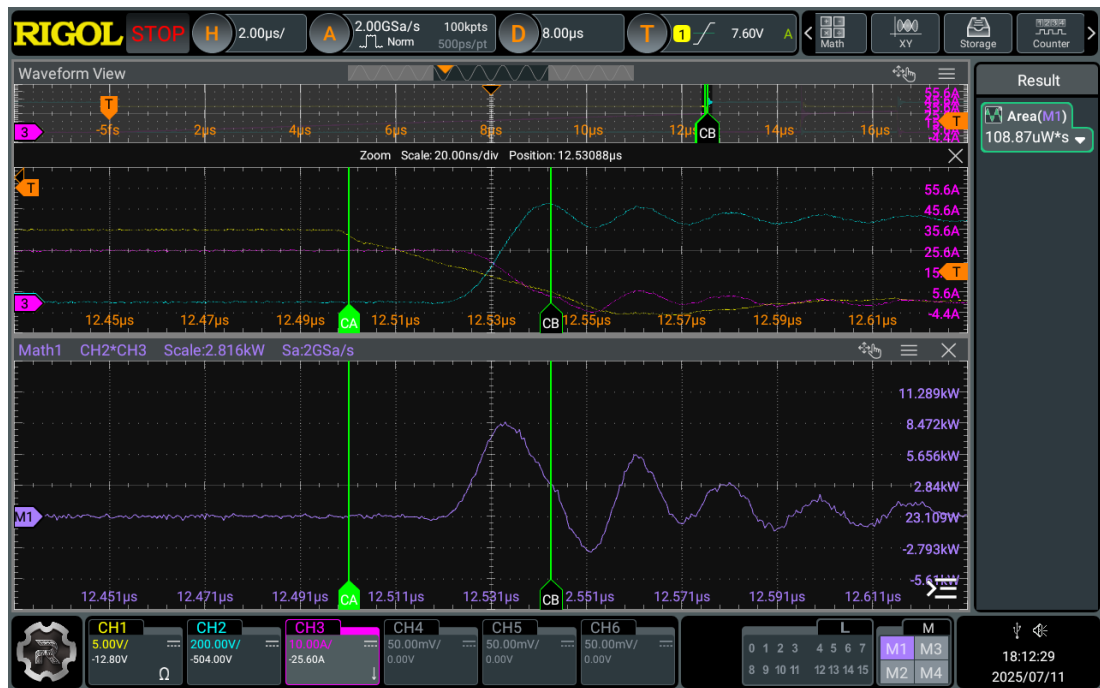 RIGOL STOP H 2.00μs/ A 2.00GSa/s Norm 100kpts 500ps/pt D 8.00μs T 1 7.60V A
Math XY Storage Counter
Waveform View
T
-5fs 2μs 4μs 6μs 8μs 10μs 12μs 14μs 16μs
3
55.6A
T
-4.4A
CB
Zoom Scale:20.00ns/div Position:12.53088μs
T
55.6A
45.6A
35.6A
25.6A
15
T
5.6A
-4.4A
3
12.45μs 12.47μs 12.49μs CA 12.51μs 12.53μs CB 12.55μs 12.57μs 12.59μs 12.61μs
Math1 CH2*CH3 Scale:2.816kW Sa:2GSa/s
11.289kW
8.472kW
5.656kW
2.84kW
M1
23.109W
-2.793kW
-5.61kW
12.451μs 12.471μs 12.491μs CA 12.511μs 12.531μs CB 2.551μs 12.571μs 12.591μs 12.611μs
Result
Area(M1)
108.87uW*s
CH1
5.00V/
-12.80V
Ω
CH2
200.00V/
-504.00V
CH3
10.00A/
-25.60A
CH4
50.00mV/
0.00V
CH5
50.00mV/
0.00V
CH6
50.00mV/
0.00V
L
0 1 2 3 4 5 6 7
8 9 10 11 12 13 14 15
M
M1 M3
M2 M4
18:12:29
2025/07/11